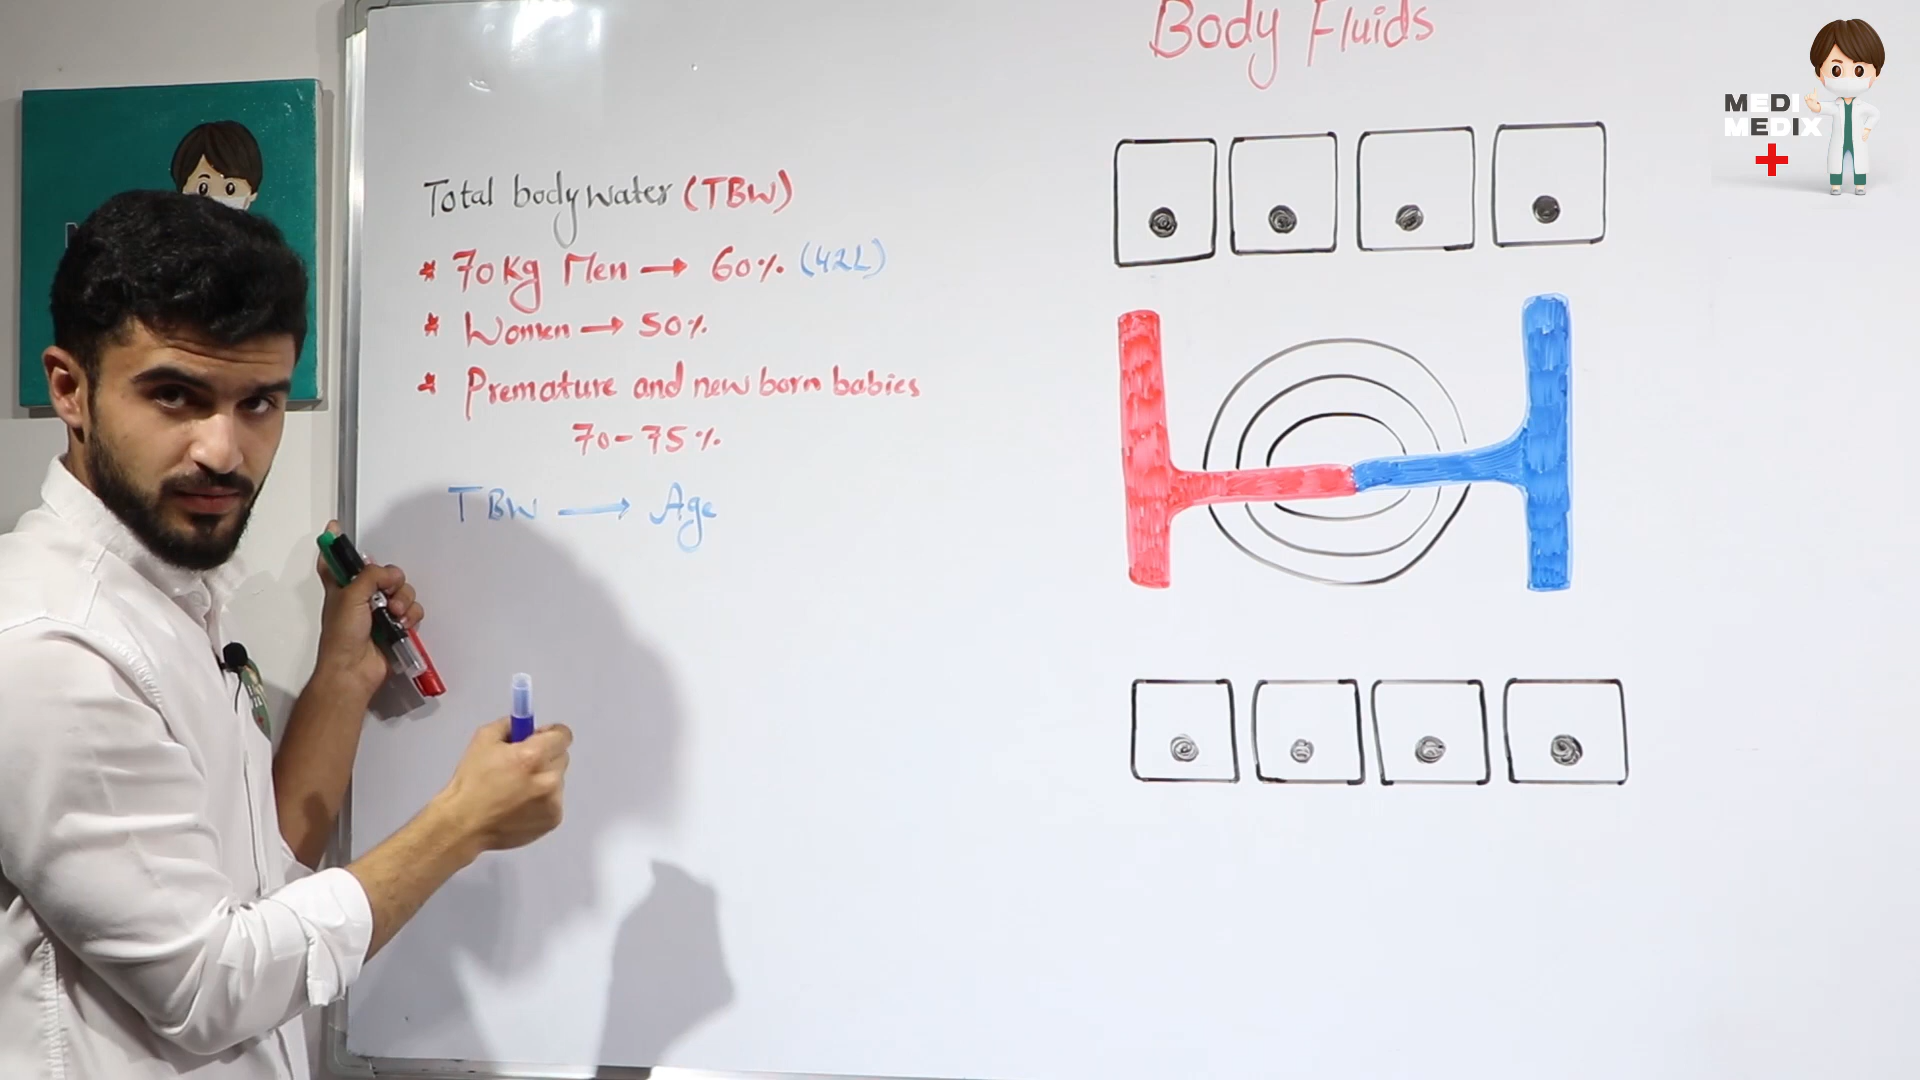 Body Fluids
MEDI
MEDIX
Total body water (TBW)
* 70Kg Men → 60% (42L)
* Women → 50%
* Premature and new born babies
70-75%
TBW → Age